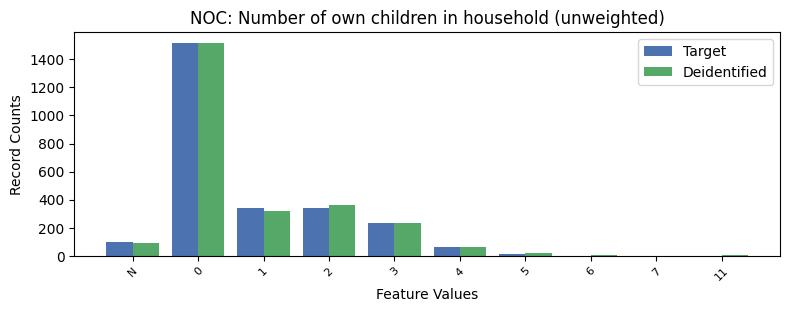 NOC: Number of own children in household (unweighted)
Target
Deidentified
Record Counts
1400
1200
1000
800
600
400
200
0
N 0 1 2 3 4 5 6 7 11
Feature Values